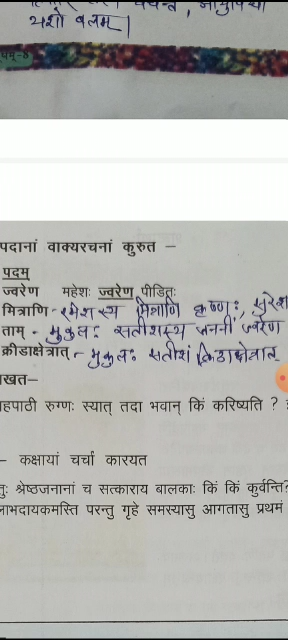 यशो बलम् ।
पदानां वाक्यरचनां कुरुत –
पदम्
ज्वरेण महेशः ज्वरेण पीडितः
मित्राणि - रमेशस्य मित्राणि कृष्णः, सुरेश
ताम् - मुकुलः सतीशस्य जननीं ज्वरेण
क्रीडाक्षेत्रात् - मुकुलः सतीशं
खत–
हपाठी रुग्णः स्यात् तदा भवान् किं करिष्यति ?
– कक्षायां चर्चा कारयत
तुः श्रेष्ठजनानां च सत्काराय बालकाः किं किं कुर्वन्ति?
लाभदायकमस्ति परन्तु गृहे समस्यासु आगतासु प्रथमं